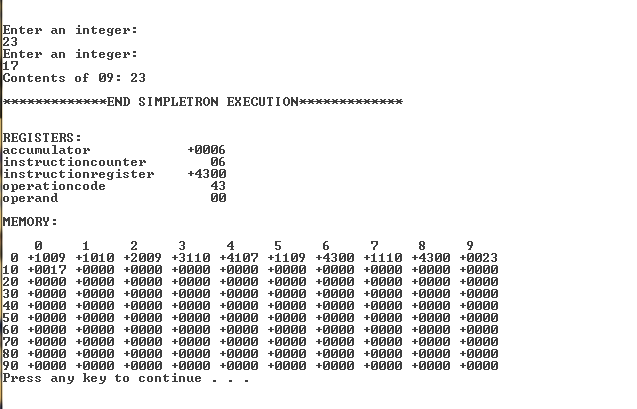 Enter an integer:
23
Enter an integer:
17
Contents of 09: 23
*************END SIMPLETRON EXECUTION*************
REGISTERS:
accumulator +0006
instructioncounter 06
instructionregister +4300
operationcode 43
operand 00
MEMORY:
0 1 2 3 4 5 6 7 8 9
0 +1009 +1010 +2009 +3110 +4107 +1109 +4300 +1110 +4300 +0023
10 +0017 +0000 +0000 +0000 +0000 +0000 +0000 +0000 +0000 +0000
20 +0000 +0000 +0000 +0000 +0000 +0000 +0000 +0000 +0000 +0000
30 +0000 +0000 +0000 +0000 +0000 +0000 +0000 +0000 +0000 +0000
40 +0000 +0000 +0000 +0000 +0000 +0000 +0000 +0000 +0000 +0000
50 +0000 +0000 +0000 +0000 +0000 +0000 +0000 +0000 +0000 +0000
60 +0000 +0000 +0000 +0000 +0000 +0000 +0000 +0000 +0000 +0000
70 +0000 +0000 +0000 +0000 +0000 +0000 +0000 +0000 +0000 +0000
80 +0000 +0000 +0000 +0000 +0000 +0000 +0000 +0000 +0000 +0000
90 +0000 +0000 +0000 +0000 +0000 +0000 +0000 +0000 +0000 +0000
Press any key to continue . . .